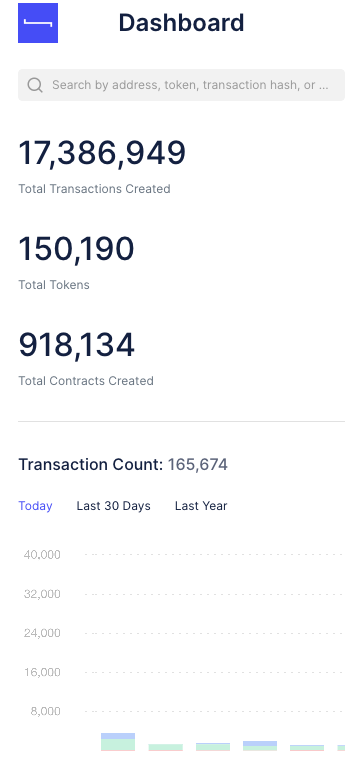 Dashboard
Search by address, token, transaction hash, or ...
17,386,949
Total Transactions Created
150,190
Total Tokens
918,134
Total Contracts Created
Transaction Count: 165,674
Today Last 30 Days Last Year
40,000
32,000
24,000
16,000
8,000